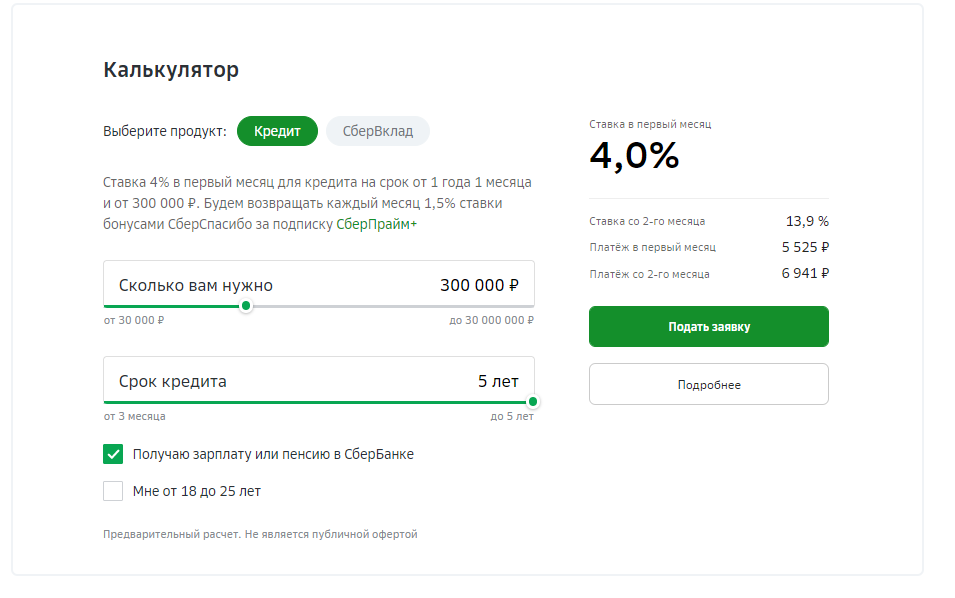 Калькулятор
Выберите продукт: Кредит СберВклад
Ставка 4% в первый месяц для кредита на срок от 1 года 1 месяца
и от 300 000 ₽. Будем возвращать каждый месяц 1,5% ставки
бонусами СберСпасибо за подписку СберПрайм+
Сколько вам нужно 300 000 ₽
от 30 000 ₽ до 30 000 000 ₽
Срок кредита 5 лет
от 3 месяца до 5 лет
Получаю зарплату или пенсию в СберБанке
Мне от 18 до 25 лет
Предварительный расчет. Не является публичной офертой
Ставка в первый месяц
4,0%
Ставка со 2-го месяца 13,9 %
Платёж в первый месяц 5 525 ₽
Платёж со 2-го месяца 6 941 ₽
Подать заявку
Подробнее